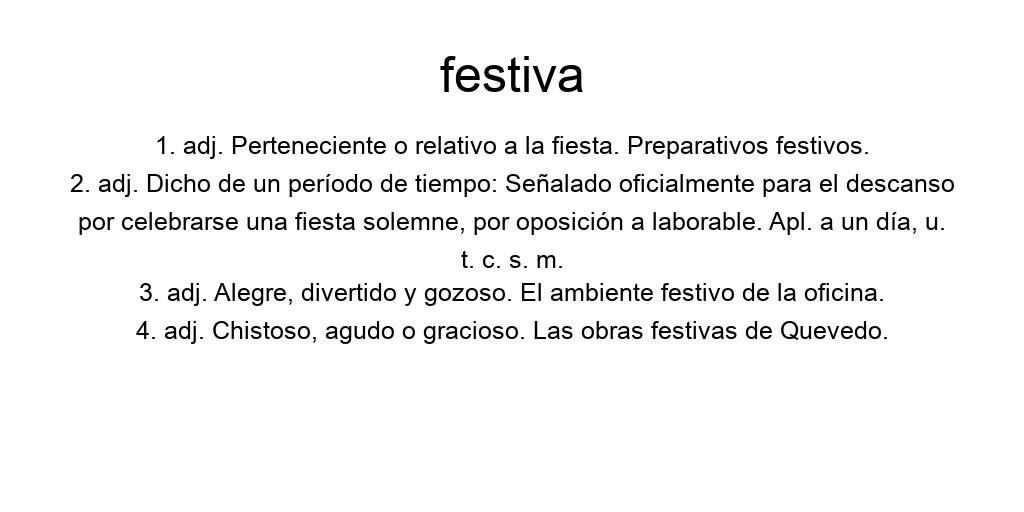 festiva
1. adj. Perteneciente o relativo a la fiesta. Preparativos festivos.
2. adj. Dicho de un período de tiempo: Señalado oficialmente para el descanso
por celebrarse una fiesta solemne, por oposición a laborable. Apl. a un día, u.
t. c. s. m.
3. adj. Alegre, divertido y gozoso. El ambiente festivo de la oficina.
4. adj. Chistoso, agudo o gracioso. Las obras festivas de Quevedo.